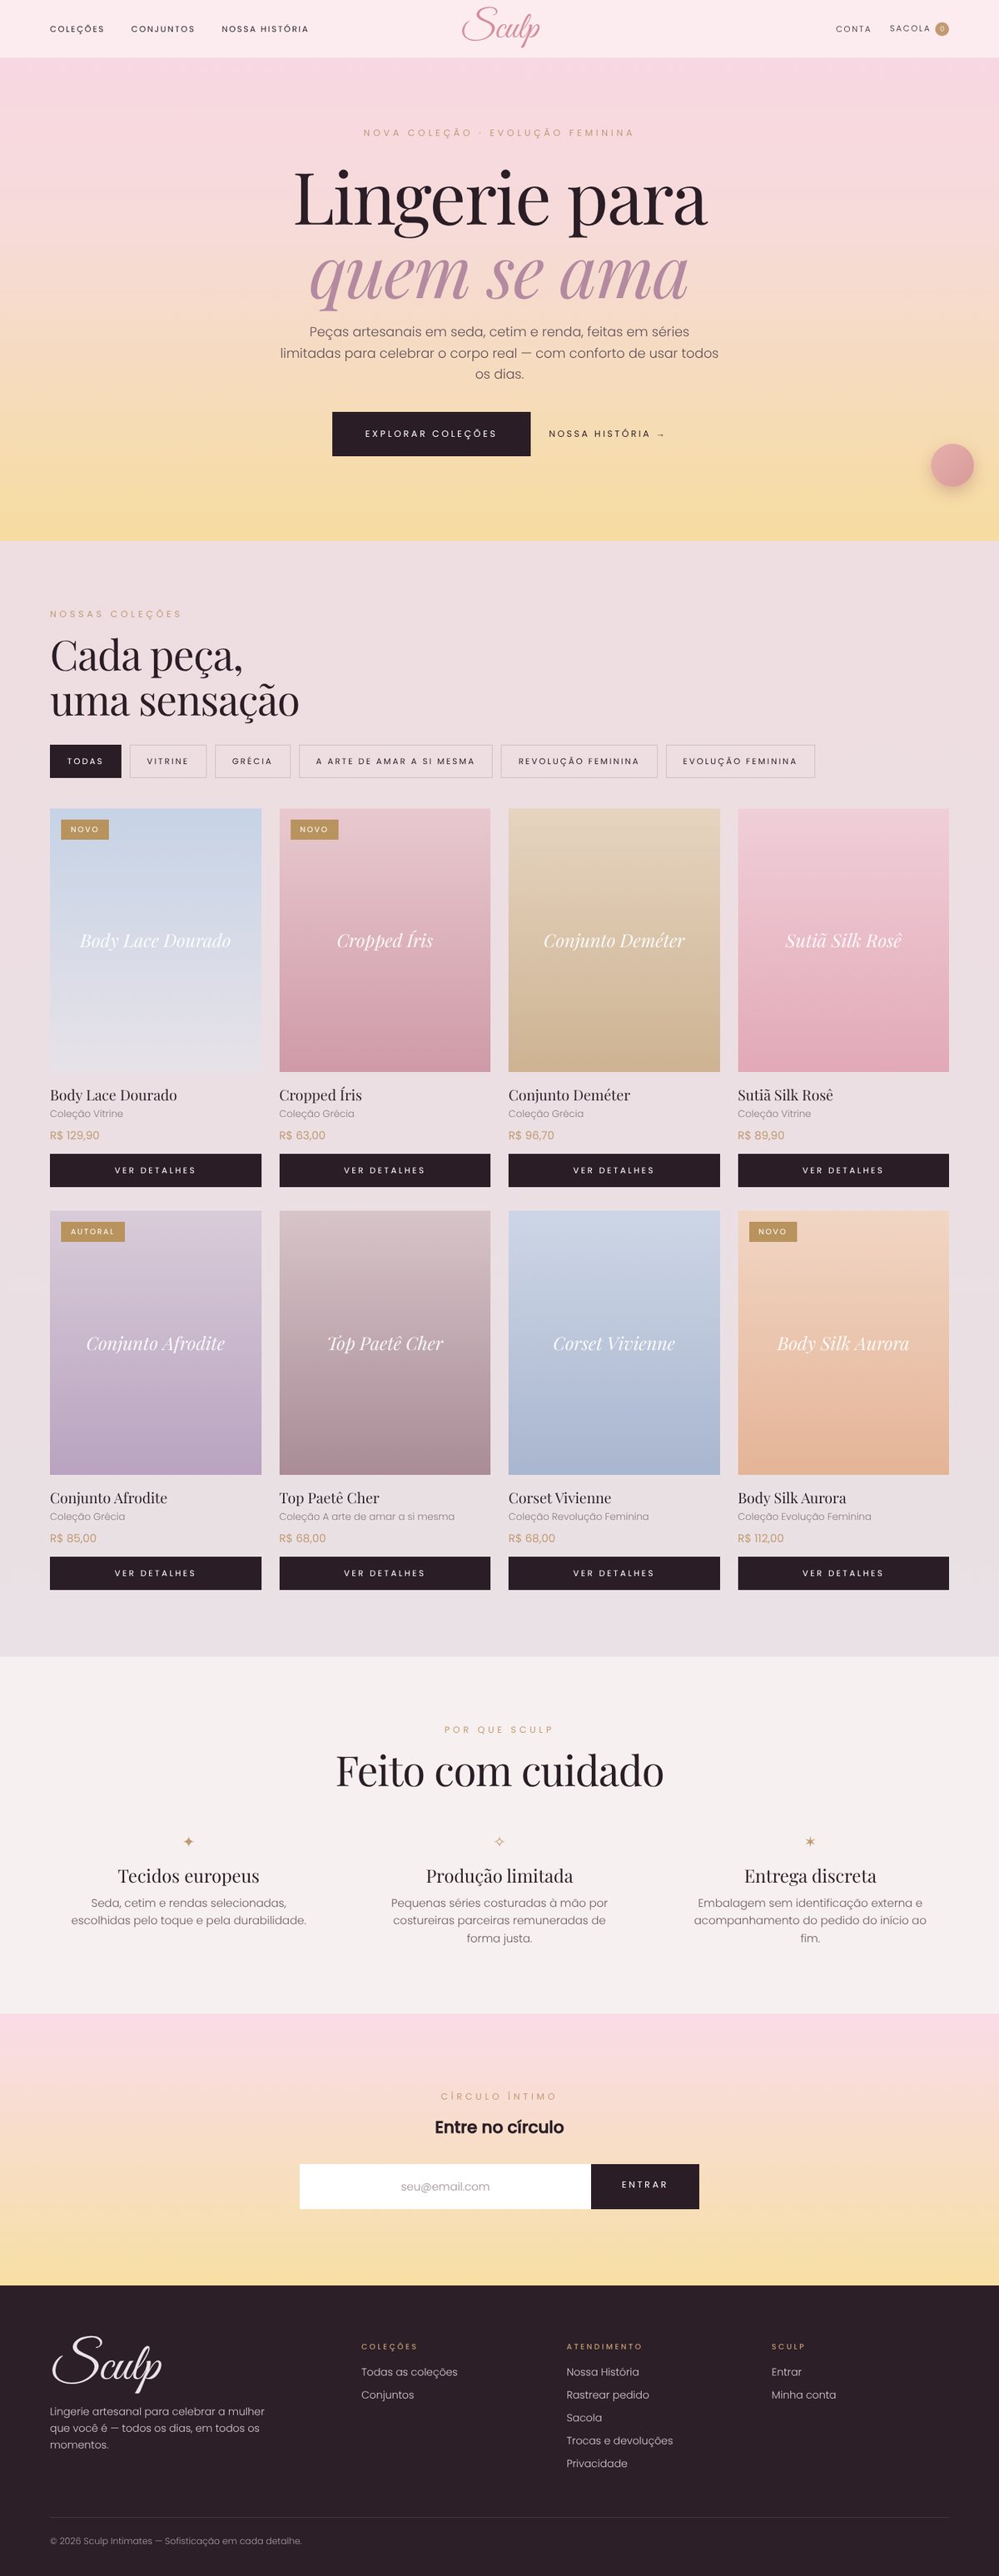 COLEÇÕES CONJUNTOS NOSSA HISTÓRIA Sculp CONTA SACOLA 0
NOVA COLEÇÃO · EVOLUÇÃO FEMININA
Lingerie para
quem se ama
Peças artesanais em seda, cetim e renda, feitas em séries
limitadas para celebrar o corpo real — com conforto de usar todos
os dias.
EXPLORAR COLEÇÕES NOSSA HISTÓRIA →
NOSSAS COLEÇÕES
Cada peça,
uma sensação
TODAS VITRINE GRÉCIA A ARTE DE AMAR A SI MESMA REVOLUÇÃO FEMININA EVOLUÇÃO FEMININA
NOVO NOVO
Body Lace Dourado Cropped Íris Conjunto Deméter Sutiã Silk Rosê
Body Lace Dourado Cropped Íris Conjunto Deméter Sutiã Silk Rosê
Coleção Vitrine Coleção Grécia Coleção Grécia Coleção Vitrine
R$ 129,90 R$ 63,00 R$ 96,70 R$ 89,90
VER DETALHES VER DETALHES VER DETALHES VER DETALHES
AUTORAL NOVO
Conjunto Afrodite Top Paetê Cher Corset Vivienne Body Silk Aurora
Conjunto Afrodite Top Paetê Cher Corset Vivienne Body Silk Aurora
Coleção Grécia Coleção A arte de amar a si mesma Coleção Revolução Feminina Coleção Evolução Feminina
R$ 85,00 R$ 68,00 R$ 68,00 R$ 112,00
VER DETALHES VER DETALHES VER DETALHES VER DETALHES
POR QUE SCULP
Feito com cuidado
✦ ✧ ✶
Tecidos europeus Produção limitada Entrega discreta
Seda, cetim e rendas selecionadas, Pequenas séries costuradas à mão por Embalagem sem identificação externa e
escolhidas pelo toque e pela durabilidade. costureiras parceiras remuneradas de acompanhamento do pedido do início ao
forma justa. fim.
CÍRCULO ÍNTIMO
Entre no círculo
seu@email.com ENTRAR
Sculp COLEÇÕES ATENDIMENTO SCULP
Todas as coleções Nossa História Entrar
Conjuntos Rastrear pedido Minha conta
Lingerie artesanal para celebrar a mulher
que você é — todos os dias, em todos os
momentos.
Sacola
Trocas e devoluções
Privacidade
© 2026 Sculp Intimates — Sofisticação em cada detalhe.